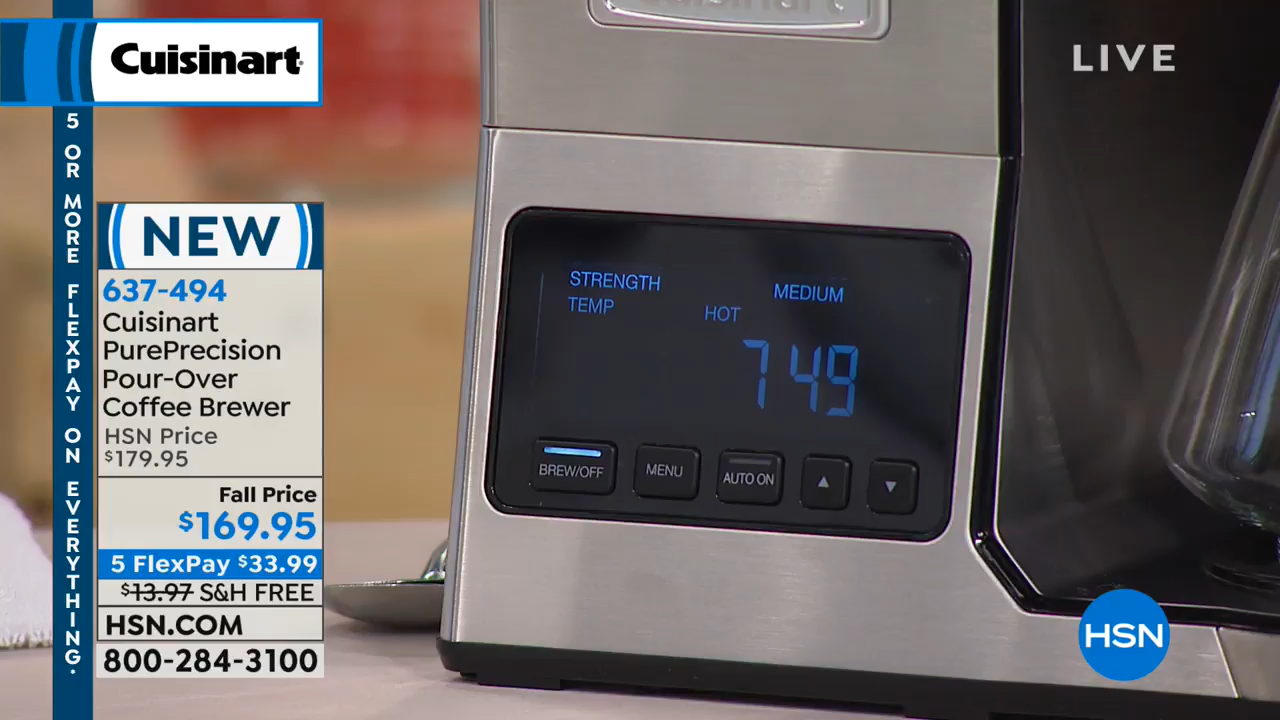 Cuisinart
Cuisinart
LIVE
5 OR MORE FLEXPAY ON EVERYTHING.
NEW
637-494
Cuisinart
PurePrecision
Pour-Over
Coffee Brewer
HSN Price
$179.95
Fall Price
$169.95
5 FlexPay $33.99
$13.97 S&H FREE
HSN.COM
800-284-3100
STRENGTH MEDIUM
TEMP HOT
749
BREW/OFF MENU AUTO ON
HSN